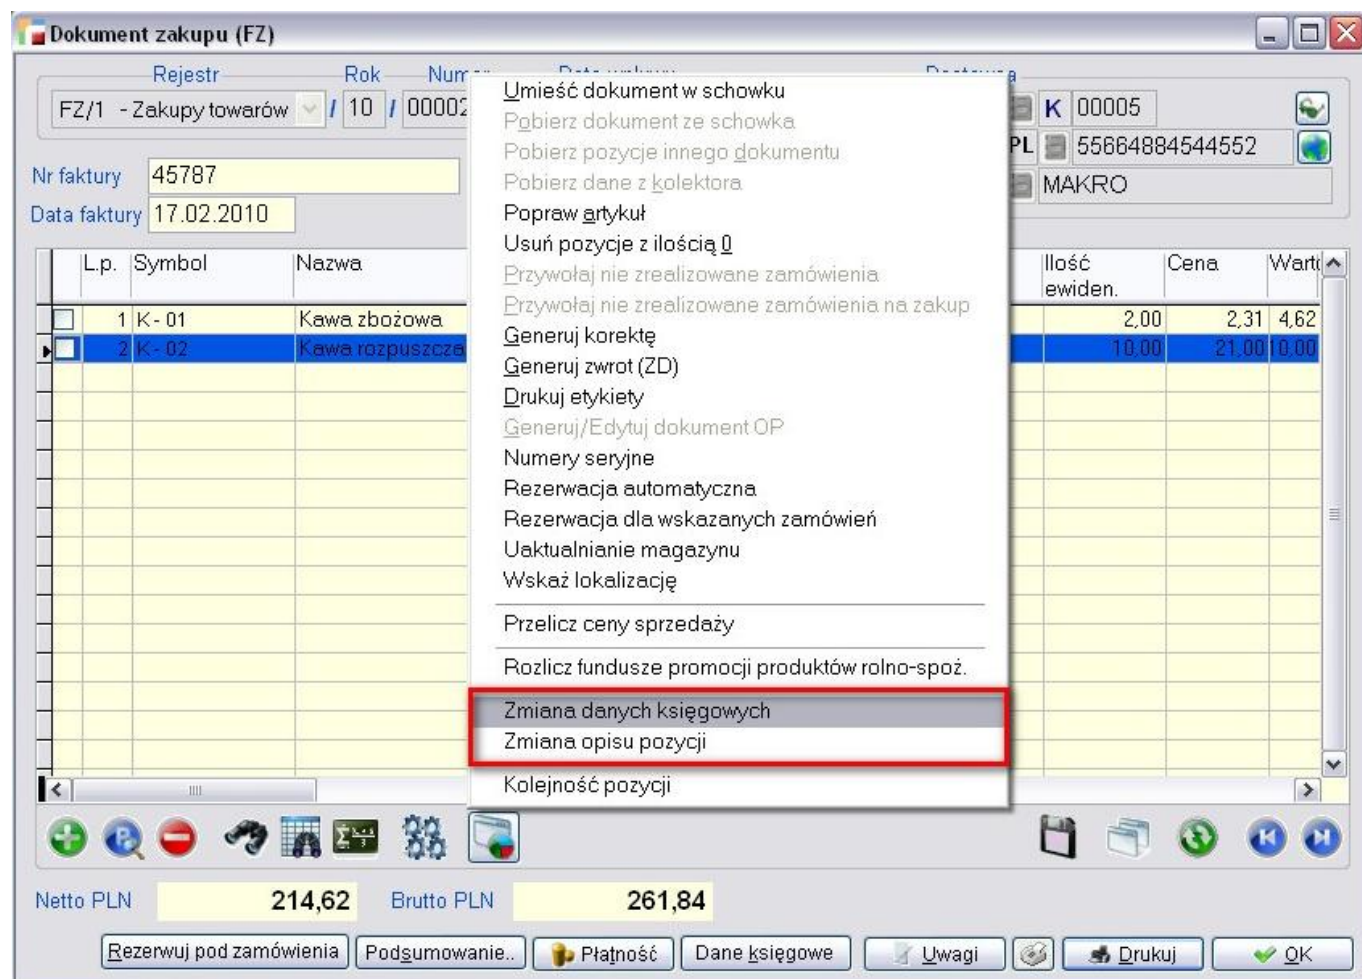 Dokument zakupu (FZ)
Rejestr Rok
FZ/1 - Zakupy towarów / 10 / 00002
K 00005
PL 55664884544552
MAKRO
Nr faktury 45787
Data faktury 17.02.2010
Umieść dokument w schowku
Pobierz dokument ze schowka
Pobierz pozycje innego dokumentu
Pobierz dane z kolektora
Popraw artykuł
Usuń pozycje z ilością 0
Przywołaj nie zrealizowane zamówienia
Przywołaj nie zrealizowane zamówienia na zakup
Generuj korektę
Generuj zwrot (ZD)
Drukuj etykiety
Generuj/Edytuj dokument OP
Numery seryjne
Rezerwacja automatyczna
Rezerwacja dla wskazanych zamówień
Uaktualnianie magazynu
Wskaż lokalizację
Przelicz ceny sprzedaży
Rozlicz fundusze promocji produktów rolno-spoż.
Zmiana danych księgowych
Zmiana opisu pozycji
Kolejność pozycji
L.p. Symbol Nazwa Ilość ewiden. Cena
1 K - 01 Kawa zbożowa 2,00 2,31 4,62
2 K - 02 Kawa rozpuszcza 10,00 21,00 10,00
Netto PLN 214,62 Brutto PLN 261,84
Rezerwuj pod zamówienia Podsumowanie.. Płatność Dane księgowe Uwagi Drukuj OK